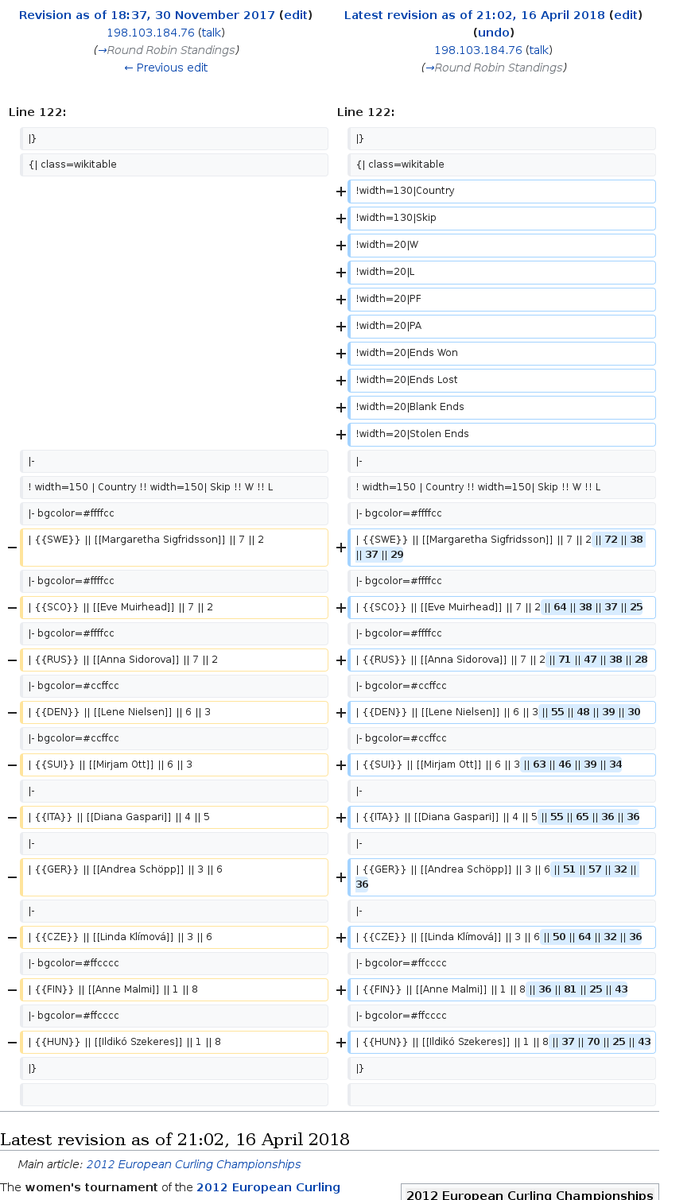 Revision as of 18:37, 30 November 2017 (edit)
198.103.184.76 (talk)
(→Round Robin Standings)
← Previous edit
Latest revision as of 21:02, 16 April 2018 (edit)
(undo)
198.103.184.76 (talk)
(→Round Robin Standings)
Line 122:
Line 122:
|}
|}
{| class=wikitable
{| class=wikitable
+ !width=130|Country
+ !width=130|Skip
+ !width=20|W
+ !width=20|L
+ !width=20|PF
+ !width=20|PA
+ !width=20|Ends Won
+ !width=20|Ends Lost
+ !width=20|Blank Ends
+ !width=20|Stolen Ends
|-
|-
! width=150 | Country !! width=150| Skip !! W !! L
! width=150 | Country !! width=150| Skip !! W !! L
|- bgcolor=#ffffcc
|- bgcolor=#ffffcc
− | {{SWE}} || [[Margaretha Sigfridsson]] || 7 || 2
+ | {{SWE}} || [[Margaretha Sigfridsson]] || 7 || 2 || 72 || 38
|| 37 || 29
|- bgcolor=#ffffcc
|- bgcolor=#ffffcc
− | {{SCO}} || [[Eve Muirhead]] || 7 || 2
+ | {{SCO}} || [[Eve Muirhead]] || 7 || 2 || 64 || 38 || 37 || 25
|- bgcolor=#ffffcc
|- bgcolor=#ffffcc
− | {{RUS}} || [[Anna Sidorova]] || 7 || 2
+ | {{RUS}} || [[Anna Sidorova]] || 7 || 2 || 71 || 47 || 38 || 28
|- bgcolor=#ccffcc
|- bgcolor=#ccffcc
− | {{DEN}} || [[Lene Nielsen]] || 6 || 3
+ | {{DEN}} || [[Lene Nielsen]] || 6 || 3 || 55 || 48 || 39 || 30
|- bgcolor=#ccffcc
|- bgcolor=#ccffcc
− | {{SUI}} || [[Mirjam Ott]] || 6 || 3
+ | {{SUI}} || [[Mirjam Ott]] || 6 || 3 || 63 || 46 || 39 || 34
|-
|-
− | {{ITA}} || [[Diana Gaspari]] || 4 || 5
+ | {{ITA}} || [[Diana Gaspari]] || 4 || 5 || 55 || 65 || 36 || 36
|-
|-
− | {{GER}} || [[Andrea Schöpp]] || 3 || 6
+ | {{GER}} || [[Andrea Schöpp]] || 3 || 6 || 51 || 57 || 32 ||
36
|-
|-
− | {{CZE}} || [[Linda Klímová]] || 3 || 6
+ | {{CZE}} || [[Linda Klímová]] || 3 || 6 || 50 || 64 || 32 || 36
|- bgcolor=#ffcccc
|- bgcolor=#ffcccc
− | {{FIN}} || [[Anne Malmi]] || 1 || 8
+ | {{FIN}} || [[Anne Malmi]] || 1 || 8 || 36 || 81 || 25 || 43
|- bgcolor=#ffcccc
|- bgcolor=#ffcccc
− | {{HUN}} || [[Ildikó Szekeres]] || 1 || 8
+ | {{HUN}} || [[Ildikó Szekeres]] || 1 || 8 || 37 || 70 || 25 || 43
|}
|}
Latest revision as of 21:02, 16 April 2018
Main article: 2012 European Curling Championships
The women's tournament of the 2012 European Curling
2012 European Curling Championships